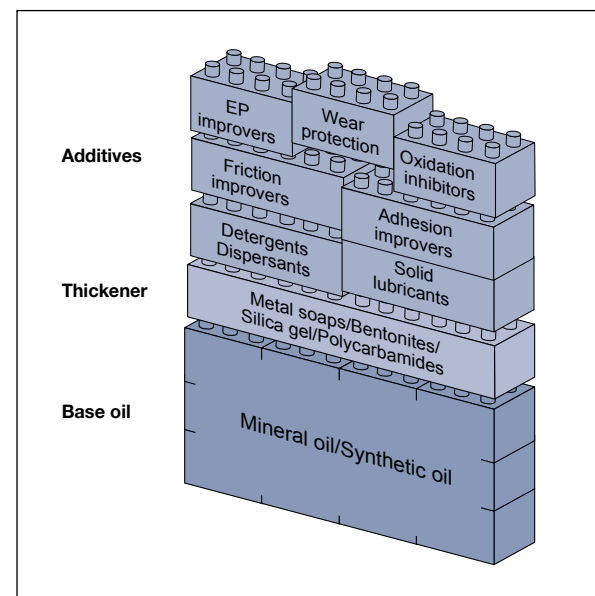 EP
improvers
Wear
protection
Oxidation
inhibitors
Additives
Friction
improvers
Adhesion
improvers
Detergents
Dispersants
Solid
lubricants
Thickener
Metal soaps/Bentonites/
Silica gel/Polycarbamides
Base oil
Mineral oil/Synthetic oil